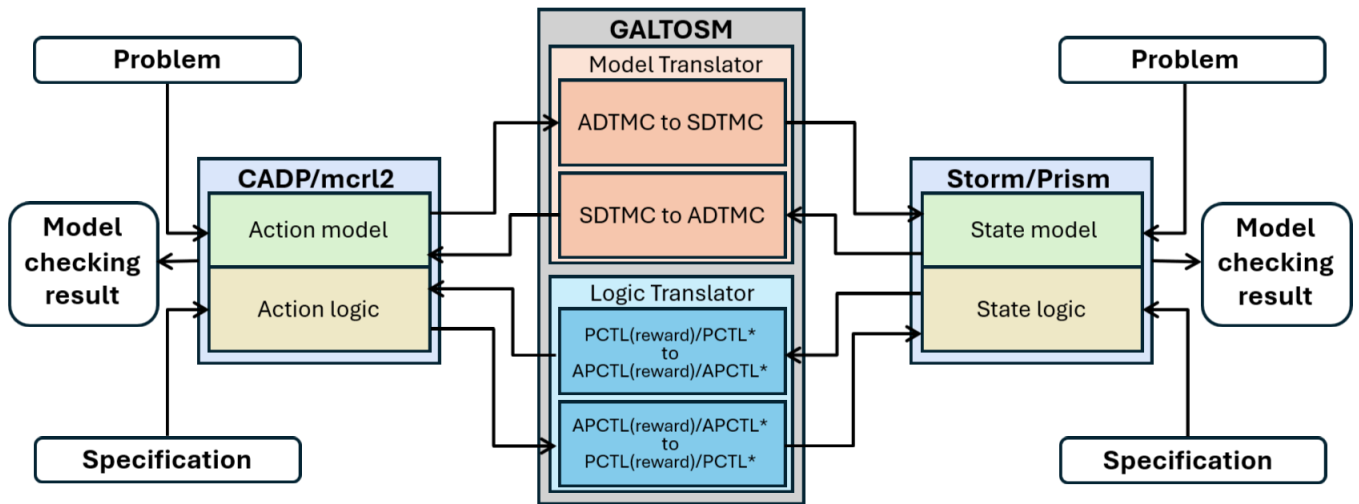 Problem
CADP/mcrl2
Action model
Action logic
Model
checking
result
Specification
GALTOSM
Model Translator
ADTMC to SDTMC
SDTMC to ADTMC
Logic Translator
PCTL(reward)/PCTL*
to
APCTL(reward)/APCTL*
APCTL(reward)/APCTL*
to
PCTL(reward)/PCTL*
Problem
Storm/Prism
State model
State logic
Model
checking
result
Specification